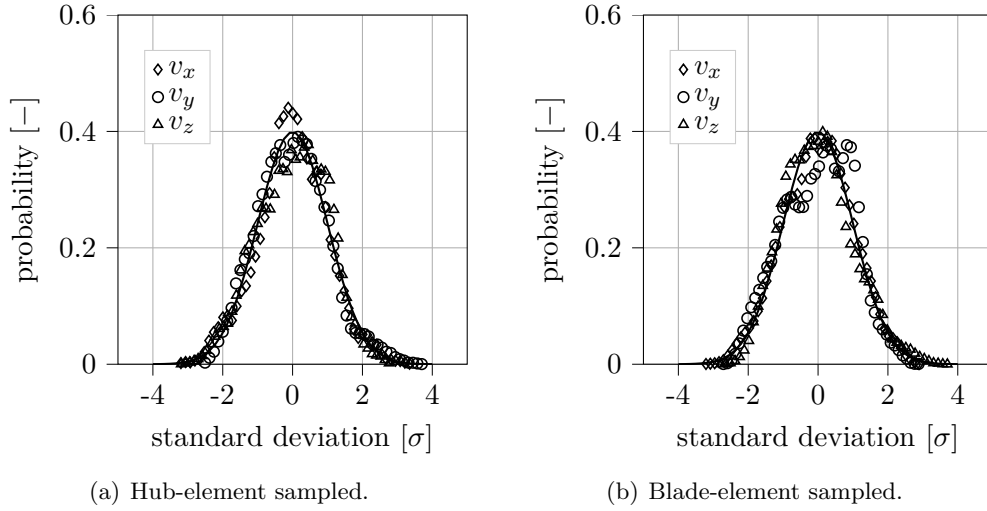 0.6
0.4
0.2
0
probability [−]
v_x
v_y
v_z
-4 -2 0 2 4
standard deviation [σ]
(a) Hub-element sampled.
0.6
0.4
0.2
0
probability [−]
v_x
v_y
v_z
-4 -2 0 2 4
standard deviation [σ]
(b) Blade-element sampled.